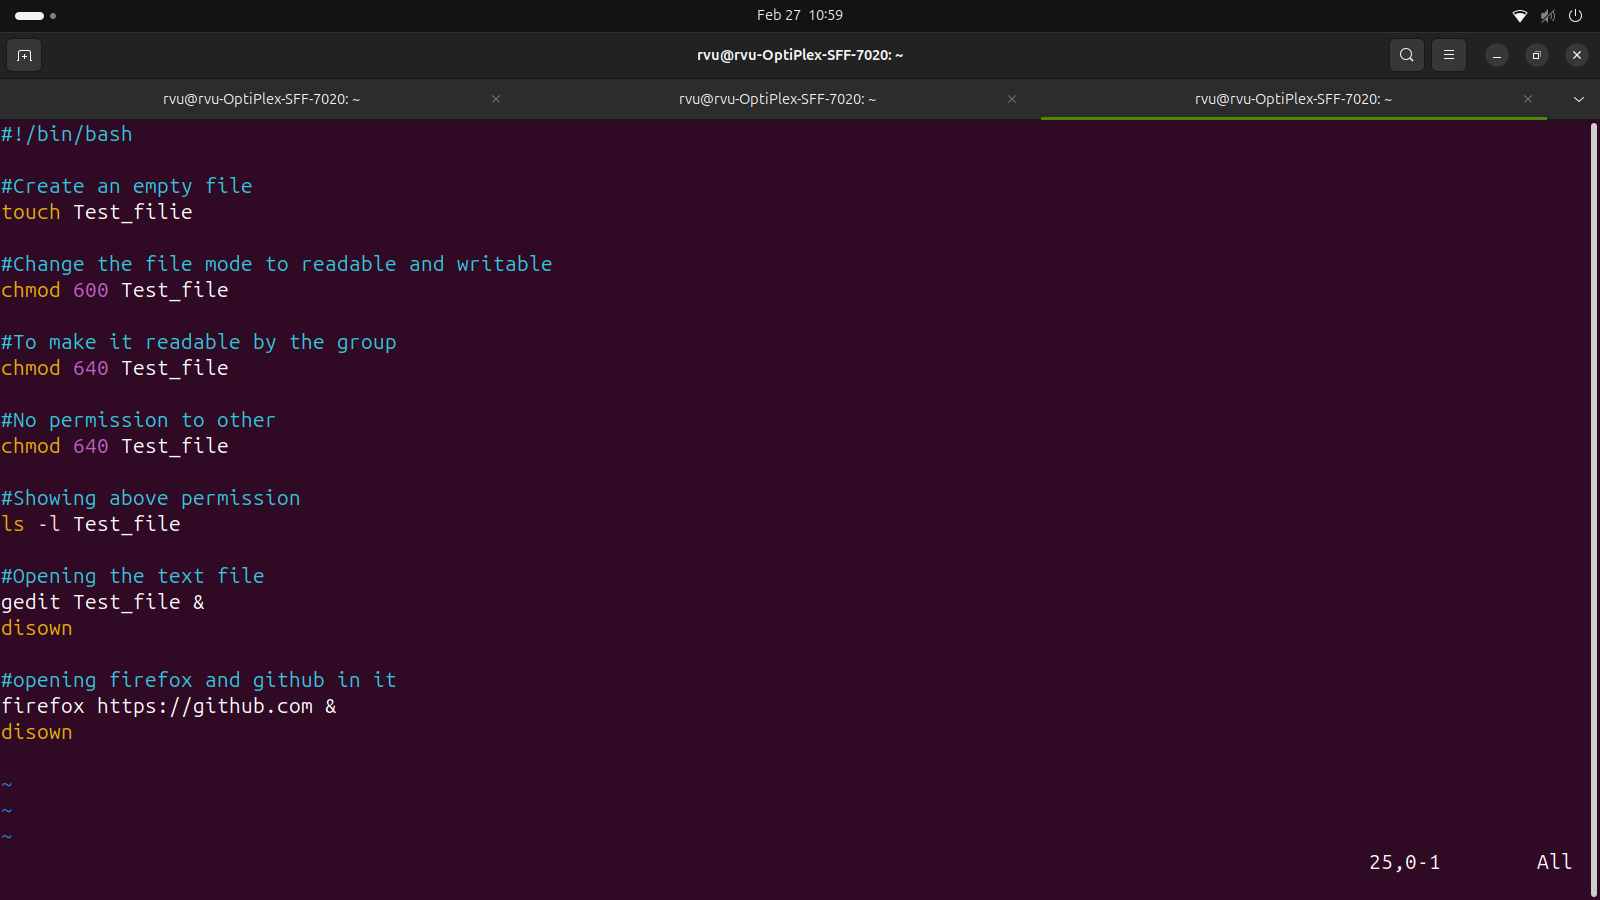 Feb 27 10:59
rvu@rvu-OptiPlex-SFF-7020: ~
rvu@rvu-OptiPlex-SFF-7020: ~ rvu@rvu-OptiPlex-SFF-7020: ~ rvu@rvu-OptiPlex-SFF-7020: ~
#!/bin/bash
#Create an empty file
touch Test_filie
#Change the file mode to readable and writable
chmod 600 Test_file
#To make it readable by the group
chmod 640 Test_file
#No permission to other
chmod 640 Test_file
#Showing above permission
ls -l Test_file
#Opening the text file
gedit Test_file &
disown
#opening firefox and github in it
firefox https://github.com &
disown
~
~
~
25,0-1 All